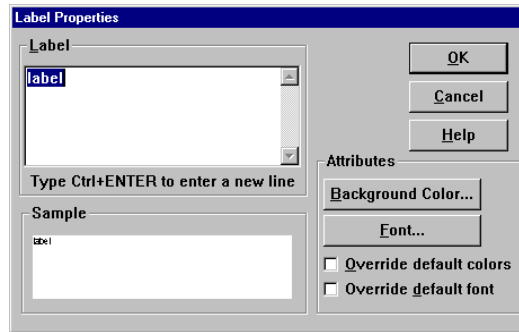 Label Properties
Label
label
Type Ctrl+ENTER to enter a new line
Sample
label
OK
Cancel
Help
Attributes
Background Color...
Font...
Override default colors
Override default font